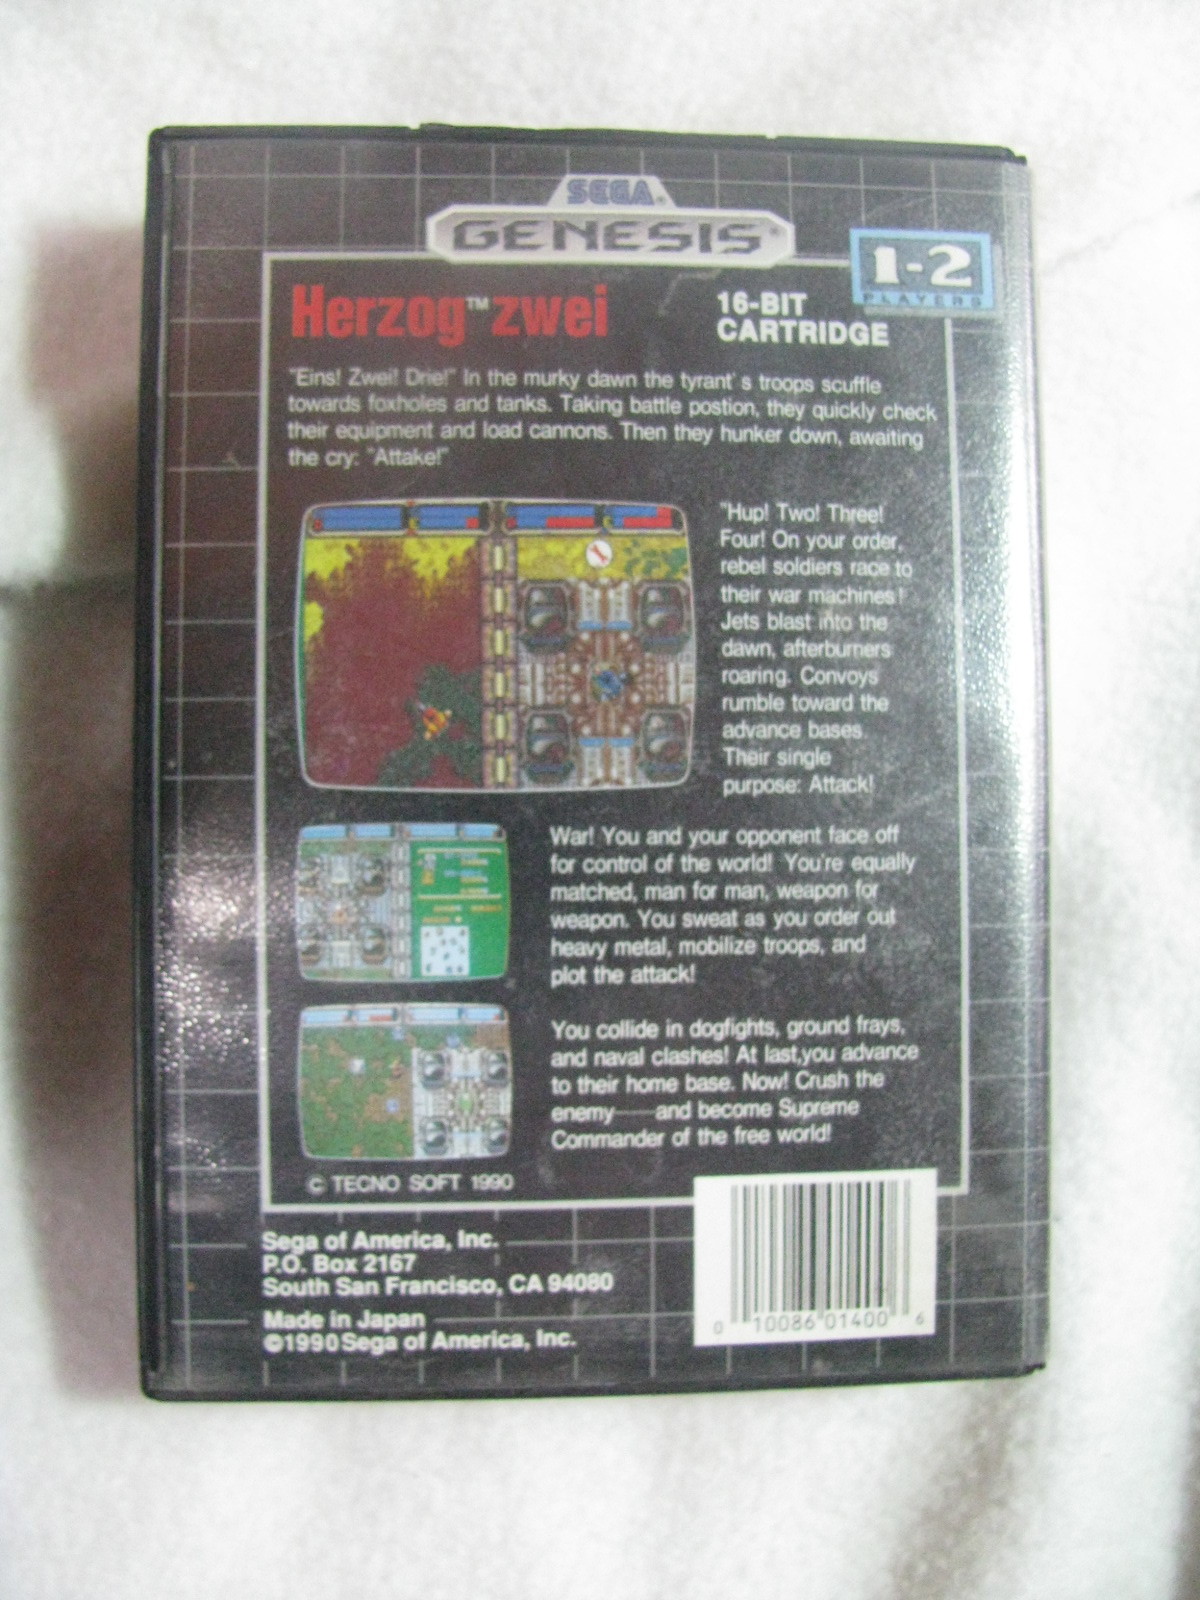 SEGA®
GENESIS®
1-2
PLAYERS
Herzog™zwei
16-BIT
CARTRIDGE
"Eins! Zwei! Drie!" In the murky dawn the tyrant' s troops scuffle
towards foxholes and tanks. Taking battle postion, they quickly check
their equipment and load cannons. Then they hunker down, awaiting
the cry: "Attake!"
"Hup! Two! Three!
Four! On your order,
rebel soldiers race to
their war machines!
Jets blast into the
dawn, afterburners
roaring. Convoys
rumble toward the
advance bases.
Their single
purpose: Attack!
War! You and your opponent face off
for control of the world! You're equally
matched, man for man, weapon for
weapon. You sweat as you order out
heavy metal, mobilize troops, and
plot the attack!
You collide in dogfights, ground frays,
and naval clashes! At last,you advance
to their home base. Now! Crush the
enemy——and become Supreme
Commander of the free world!
© TECNO SOFT 1990
Sega of America, Inc.
P.O. Box 2167
South San Francisco, CA 94080
Made in Japan
©1990 Sega of America, Inc.
0 10086 01400 6